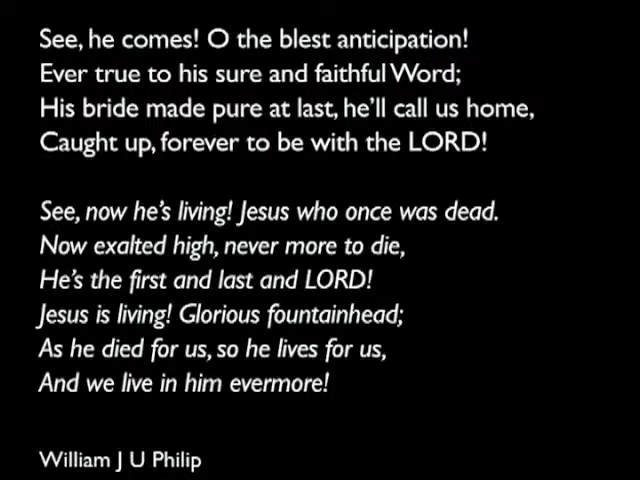 See, he comes! O the blest anticipation!
Ever true to his sure and faithful Word;
His bride made pure at last, he'll call us home,
Caught up, forever to be with the LORD!
See, now he's living! Jesus who once was dead.
Now exalted high, never more to die,
He's the first and last and LORD!
Jesus is living! Glorious fountainhead;
As he died for us, so he lives for us,
And we live in him evermore!
William J U Philip